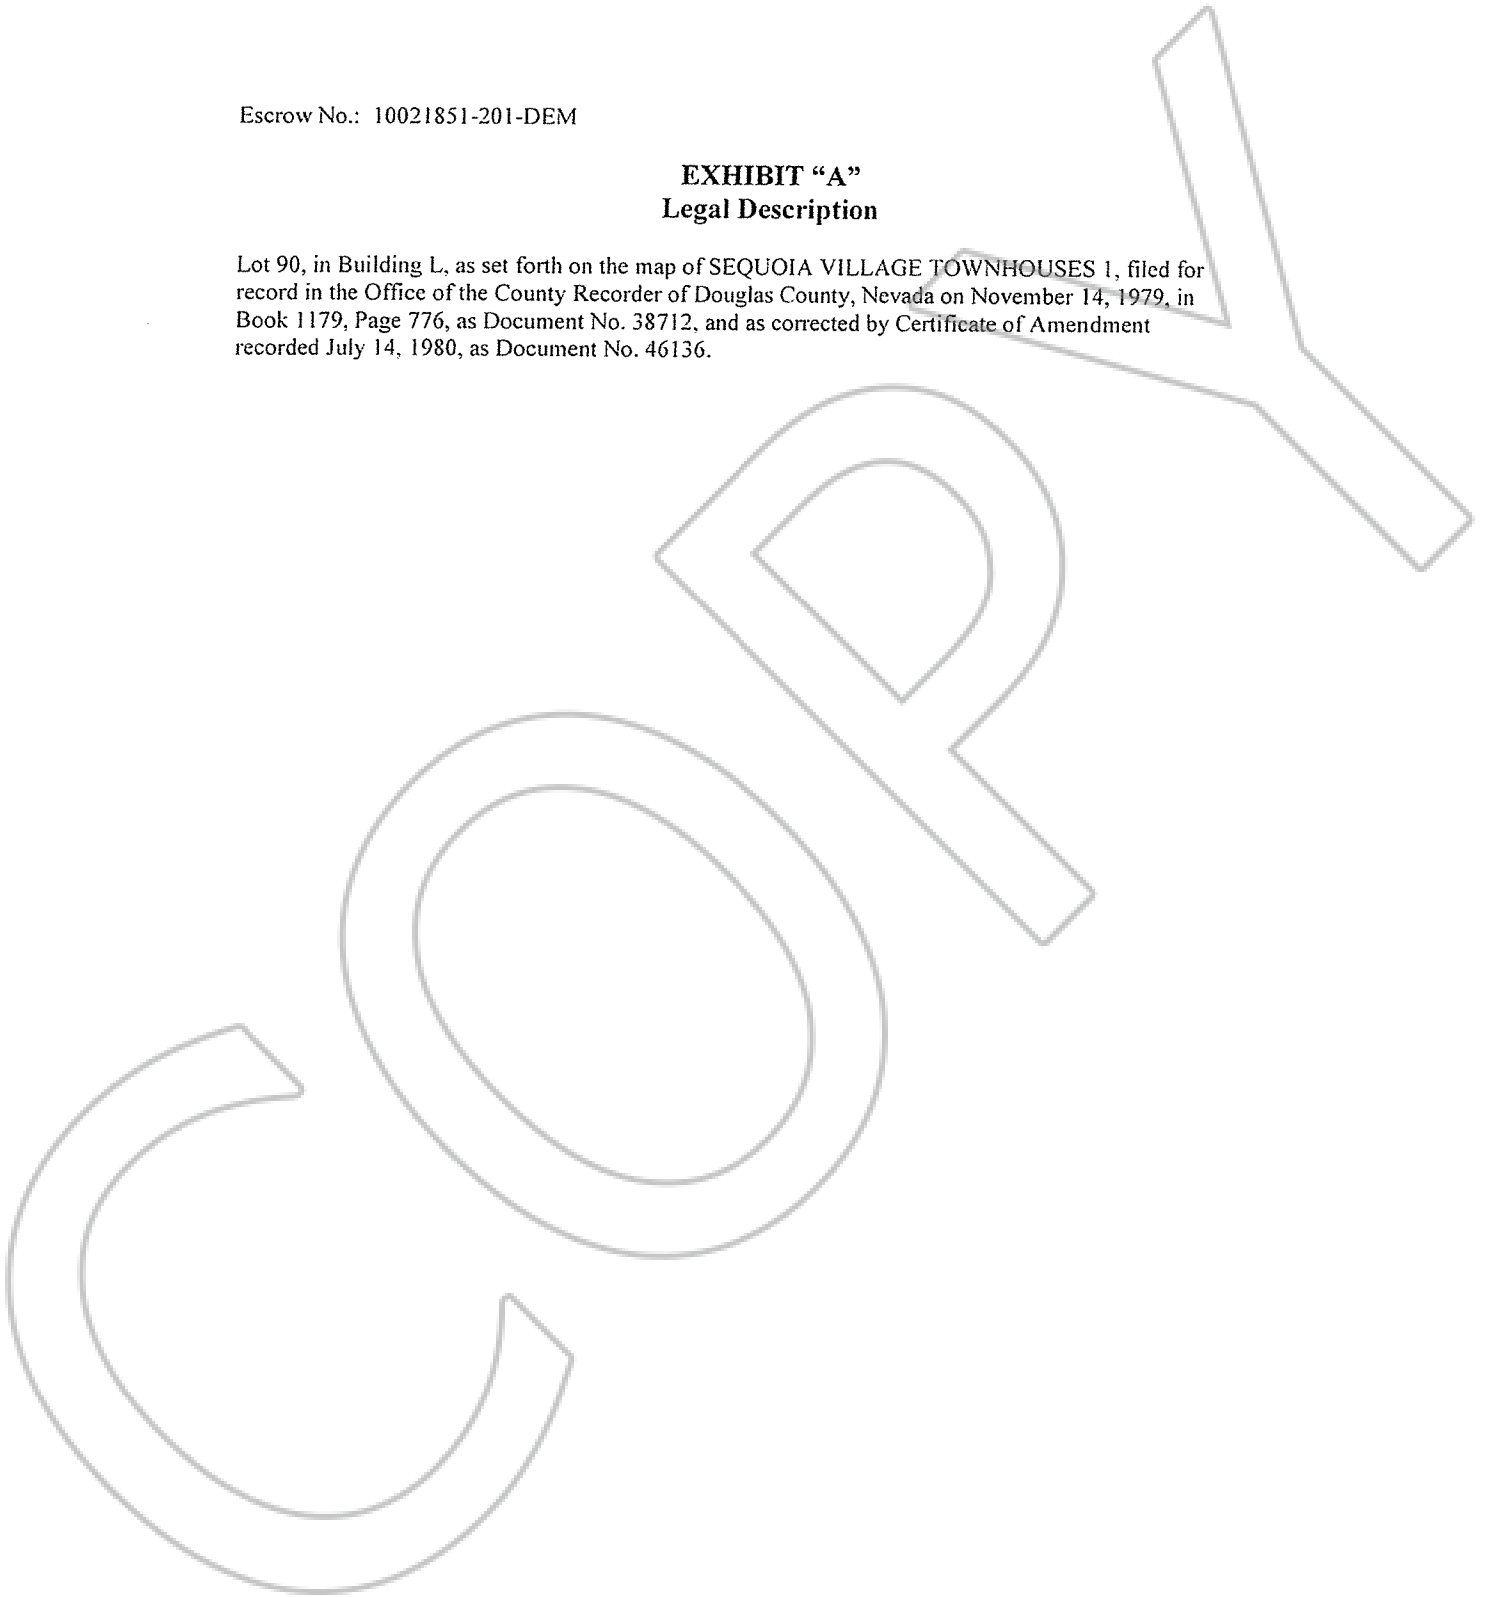 Escrow No.: 10021851-201-DEM
EXHIBIT “A”
Legal Description
Lot 90, in Building L, as set forth on the map of SEQUOIA VILLAGE TOWNHOUSES 1, filed for
record in the Office of the County Recorder of Douglas County, Nevada on November 14, 1979, in
Book 1179, Page 776, as Document No. 38712, and as corrected by Certificate of Amendment
recorded July 14, 1980, as Document No. 46136.
COPY